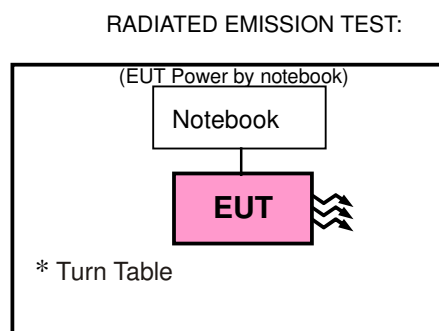 RADIATED EMISSION TEST:
(EUT Power by notebook)
Notebook
EUT
* Turn Table